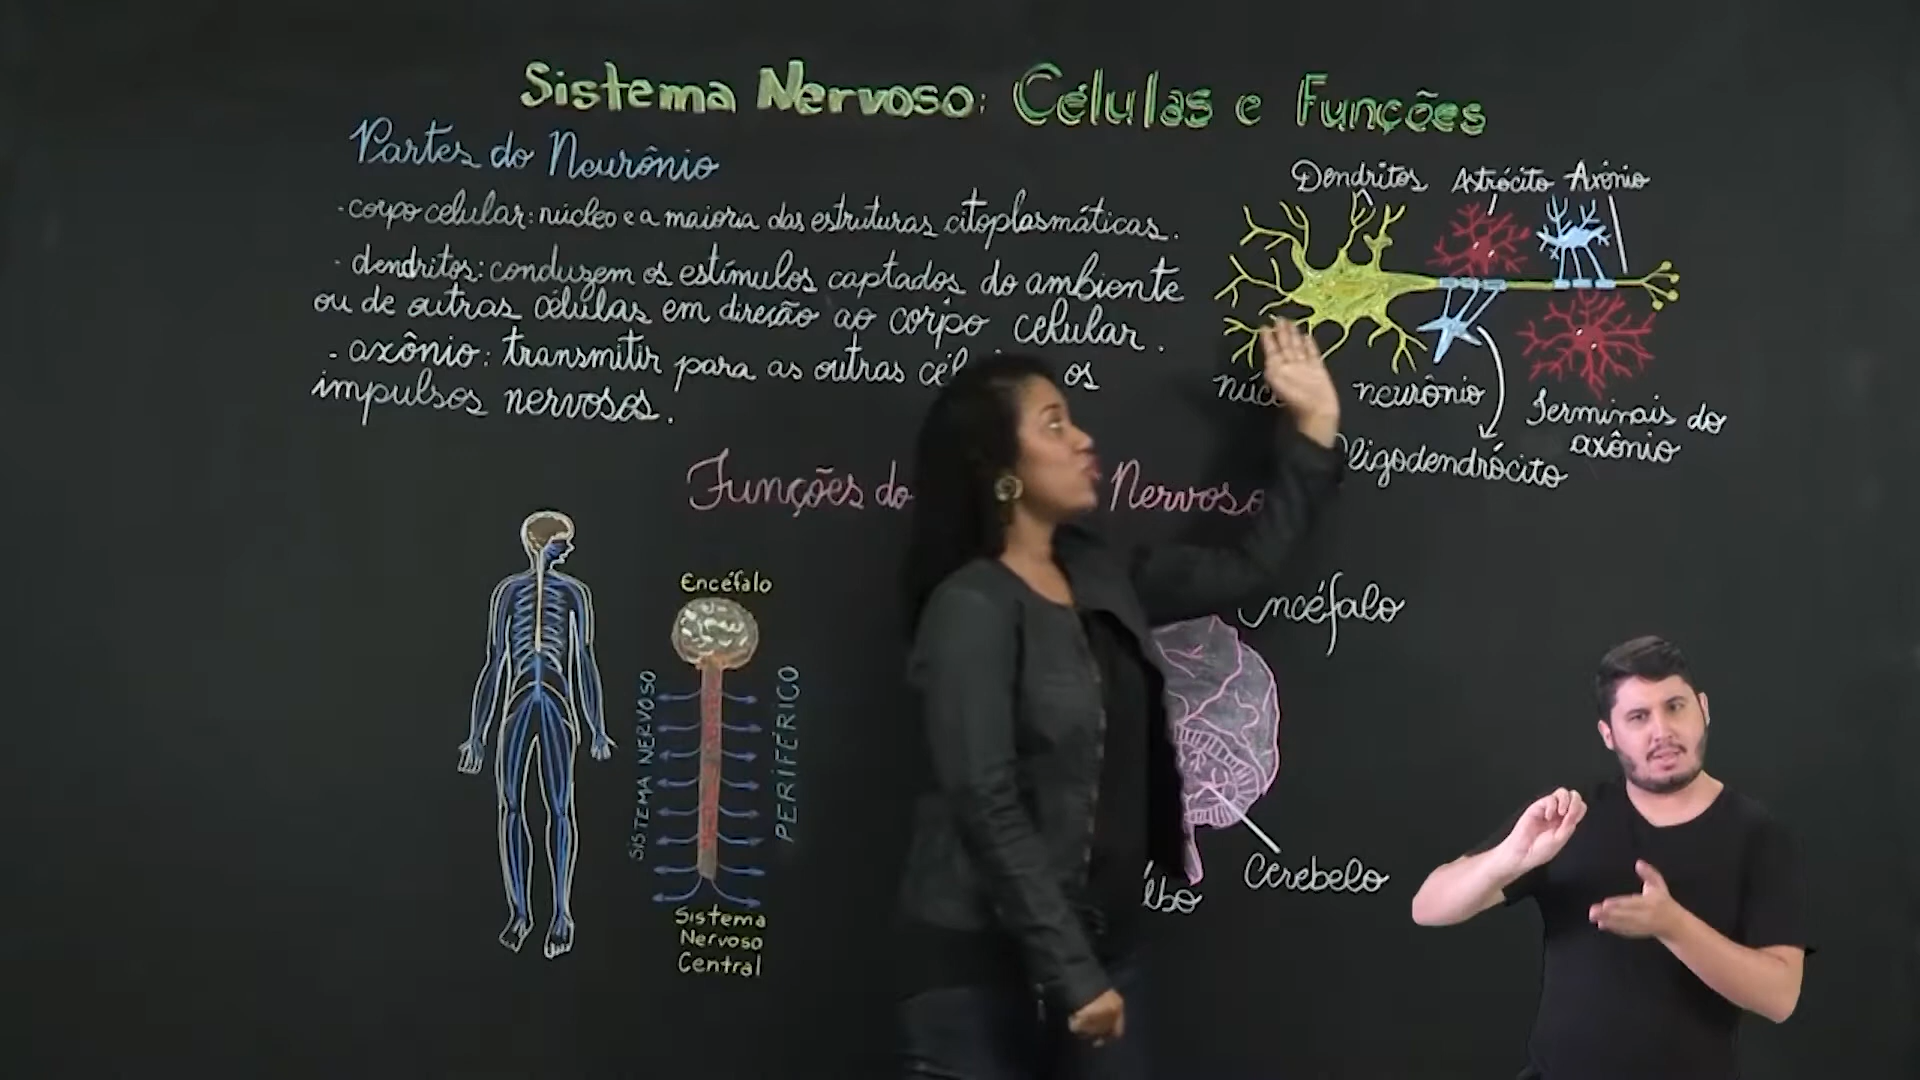 Sistema Nervoso: Células e Funções
Partes do Neurônio
- corpo celular: núcleo e a maioria das estruturas citoplasmáticas.
- dendritos: conduzem os estímulos captados do ambiente
ou de outras células em direção ao corpo celular.
- axônio: transmitir para as outras cél os
impulsos nervosos.
Dendritos
Astrócito
Axônio
neurônio
Oligodendrócito
Terminais do
axônio
Funções do Nervoso
Encéfalo
SISTEMA NERVOSO
PERIFÉRICO
Sistema
Nervoso
Central
ncéfalo
Cerebelo